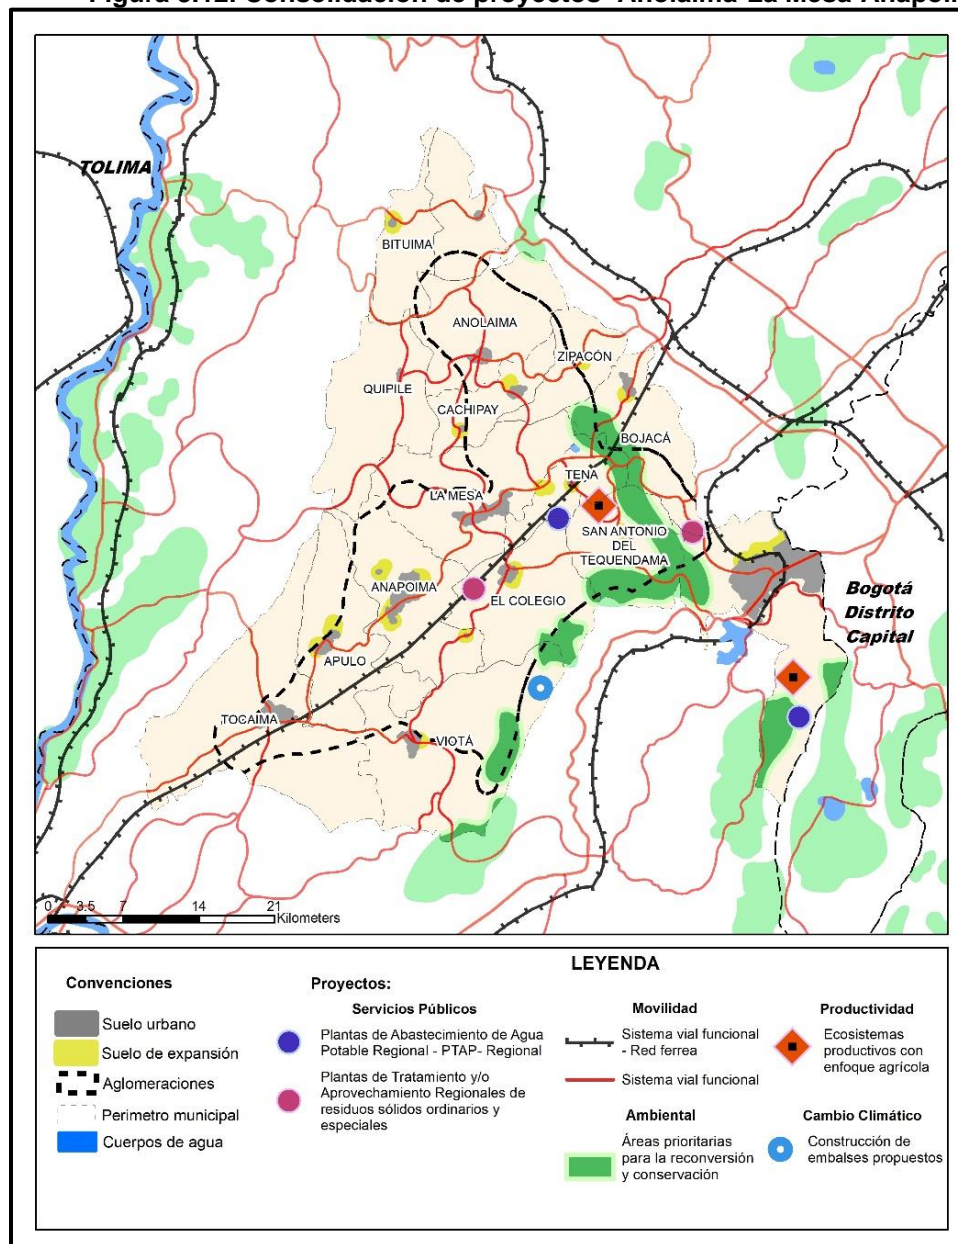 TOLIMA
BITUIMA
ANOLAIMA
ZIPACÓN
QUIPILE
CACHIPAY
BOJACÁ
TENA
LA MESA
SAN ANTONIO
DEL
TEQUENDAMA
ANAPOIMA
EL COLEGIO
Bogotá
Distrito
Capital
APULO
TOCAIMA
VIOTÁ
0 3.5 7 14 21
Kilometers
LEYENDA
Convenciones
Suelo urbano
Suelo de expansión
Aglomeraciones
Perimetro municipal
Cuerpos de agua
Proyectos:
Servicios Públicos
Plantas de Abastecimiento de Agua
Potable Regional - PTAP- Regional
Plantas de Tratamiento y/o
Aprovechamiento Regionales de
residuos sólidos ordinarios y
especiales
Movilidad
Sistema vial funcional
- Red ferrea
Sistema vial funcional
Ambiental
Áreas prioritarias
para la reconversión
y conservación
Productividad
Ecosistemas
productivos con
enfoque agrícola
Cambio Climático
Construcción de
embalses propuestos